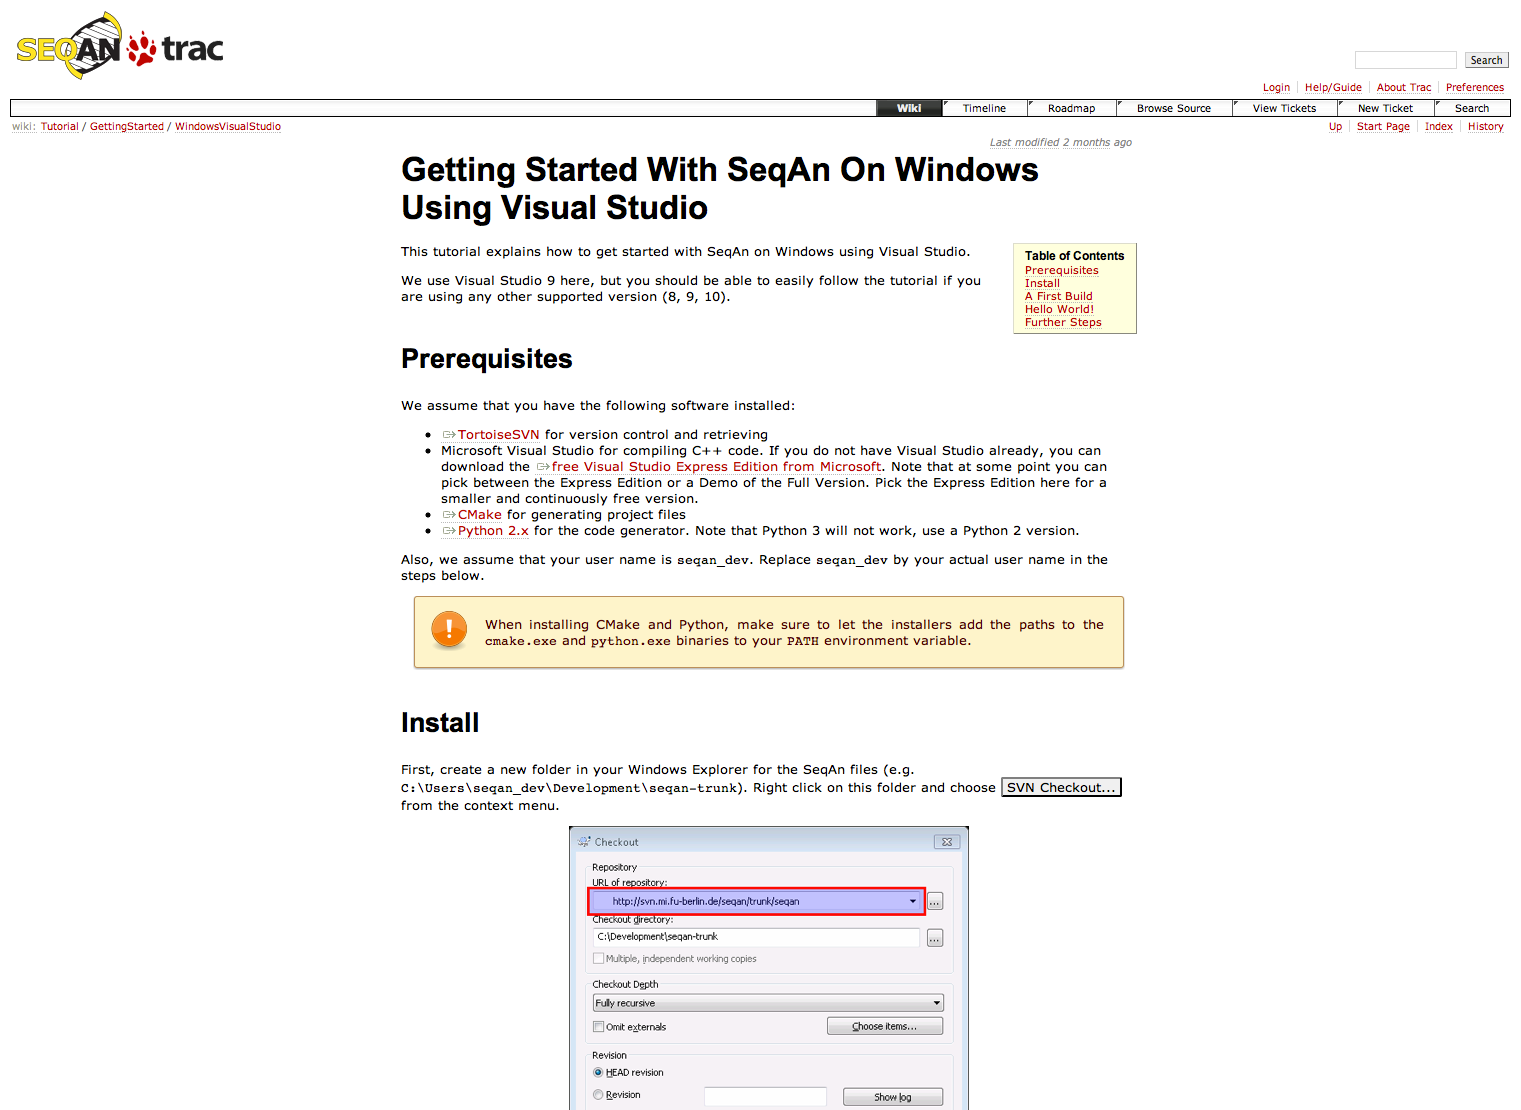 SEQAN trac
Search
Login Help/Guide About Trac Preferences
Wiki Timeline Roadmap Browse Source View Tickets New Ticket Search
wiki: Tutorial / GettingStarted / WindowsVisualStudio
Up Start Page Index History
Last modified 2 months ago
Getting Started With SeqAn On Windows
Using Visual Studio
This tutorial explains how to get started with SeqAn on Windows using Visual Studio.
We use Visual Studio 9 here, but you should be able to easily follow the tutorial if you
are using any other supported version (8, 9, 10).
Table of Contents
Prerequisites
Install
A First Build
Hello World!
Further Steps
Prerequisites
We assume that you have the following software installed:
• TortoiseSVN for version control and retrieving
• Microsoft Visual Studio for compiling C++ code. If you do not have Visual Studio already, you can
download the free Visual Studio Express Edition from Microsoft. Note that at some point you can
pick between the Express Edition or a Demo of the Full Version. Pick the Express Edition here for a
smaller and continuously free version.
• CMake for generating project files
• Python 2.x for the code generator. Note that Python 3 will not work, use a Python 2 version.
Also, we assume that your user name is seqan_dev. Replace seqan_dev by your actual user name in the
steps below.
When installing CMake and Python, make sure to let the installers add the paths to the
cmake.exe and python.exe binaries to your PATH environment variable.
Install
First, create a new folder in your Windows Explorer for the SeqAn files (e.g.
C:\Users\seqan_dev\Development\seqan-trunk). Right click on this folder and choose SVN Checkout...
from the context menu.
Checkout
Repository
URL of repository:
http://svn.mi.fu-berlin.de/seqan/trunk/seqan
...
Checkout directory:
C:\Development\seqan-trunk
...
Multiple, independent working copies
Checkout Depth
Fully recursive
Omit externals
Choose items...
Revision
HEAD revision
Revision
Show log